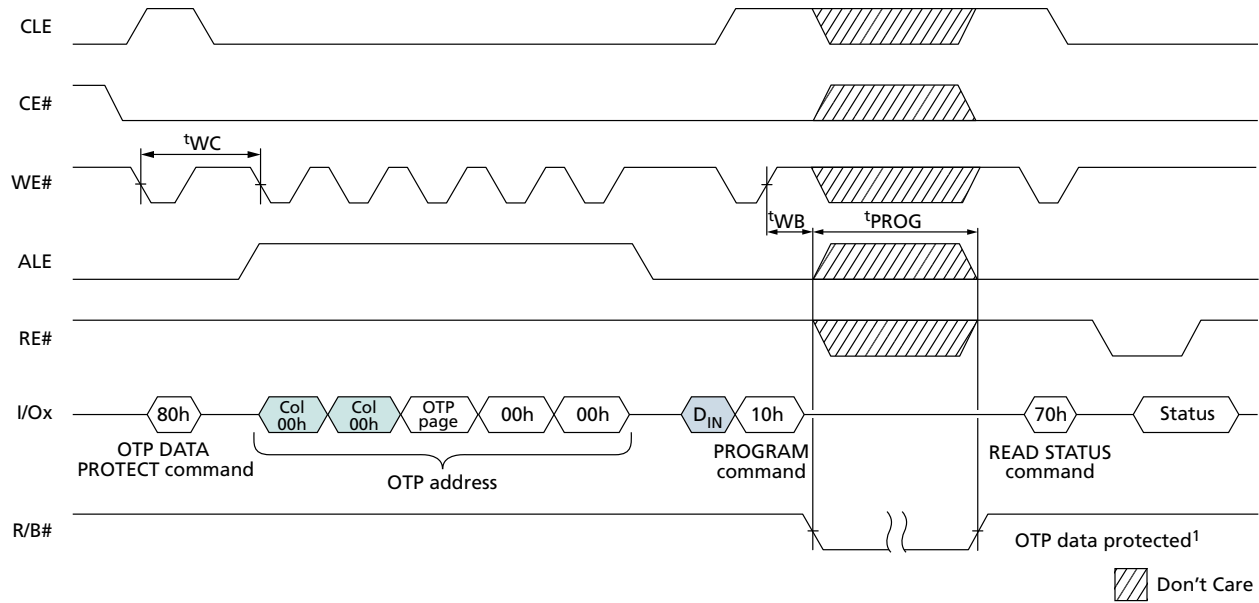 CLE
CE#
tWC
WE#
tWB
tPROG
ALE
RE#
I/Ox
80h
Col
00h
Col
00h
OTP
page
00h
00h
DIN
10h
70h
Status
OTP DATA
PROTECT command
OTP address
PROGRAM
command
READ STATUS
command
R/B#
OTP data protected1
Don't Care